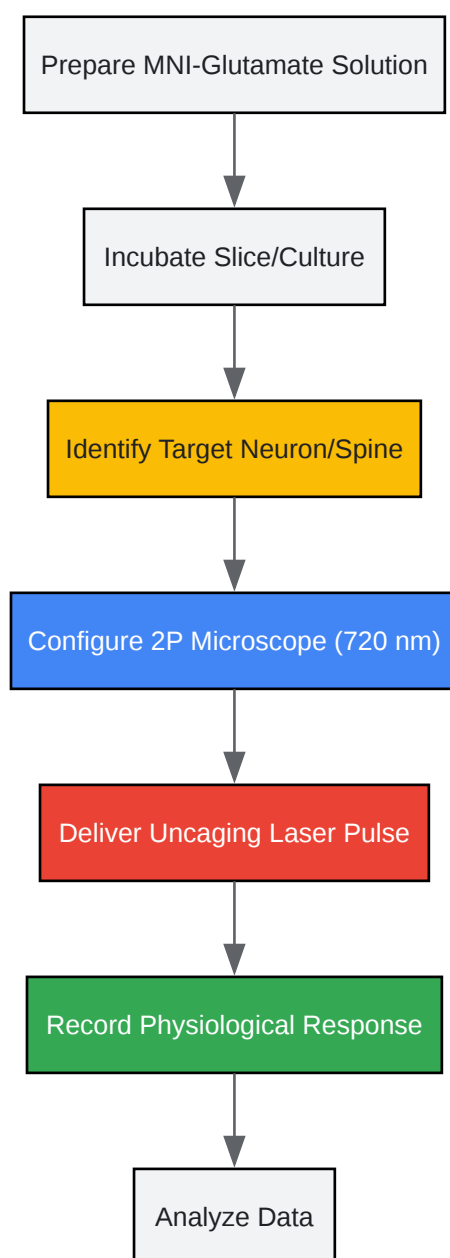 Prepare MNI-Glutamate Solution
Incubate Slice/Culture
Identify Target Neuron/Spine
Configure 2P Microscope (720 nm)
Deliver Uncaging Laser Pulse
Record Physiological Response
Analyze Data